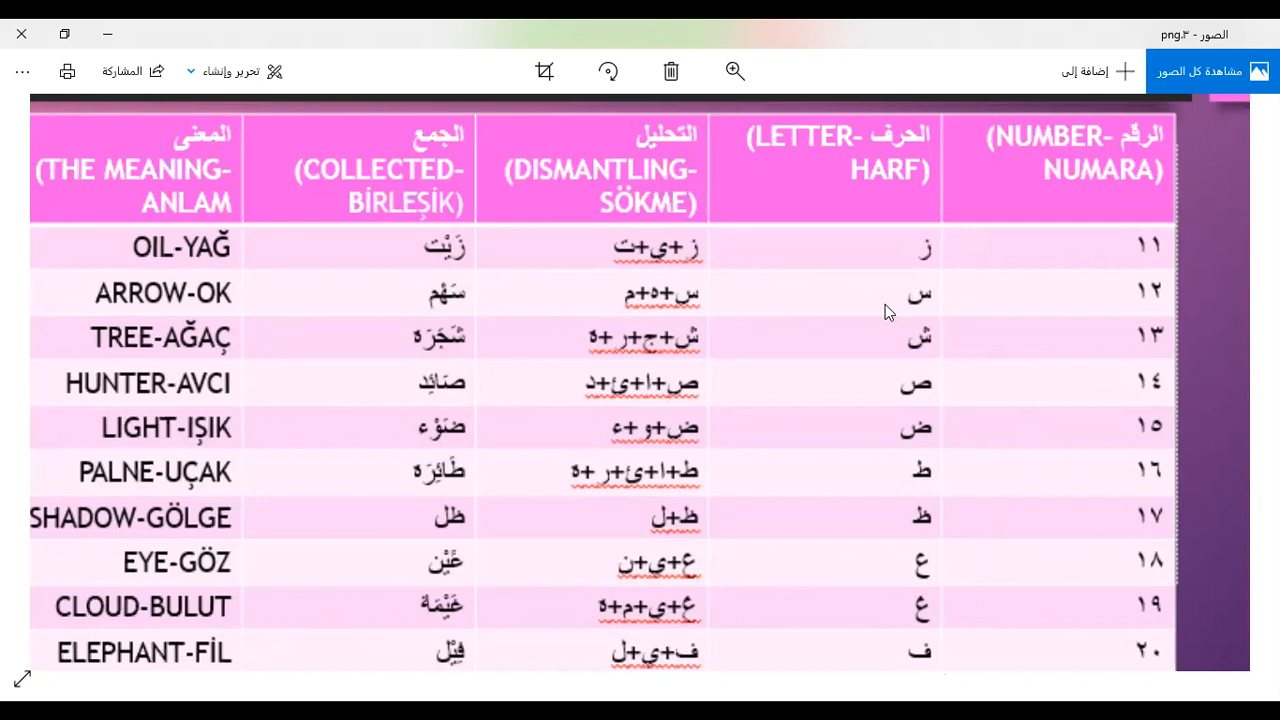 الصور - ٣.png
مشاهدة كل الصور
إضافة إلى
تحرير وإنشاء
المشاركة
الرقم (NUMBER-NUMARA)
الحرف (LETTER-HARF)
التحليل (DISMANTLING-SÖKME)
الجمع (COLLECTED-BİRLEŞİK)
المعنى (THE MEANING-ANLAM)
١١ ز ز+ي+ت زَيْت OIL-YAĞ
١٢ س س+ه+م سَهْم ARROW-OK
١٣ ش ش+ج+ر+ة شَجَرَة TREE-AĞAÇ
١٤ ص ص+ا+ئ+د صَائِد HUNTER-AVCI
١٥ ض ض+و+ء ضَوْء LIGHT-IŞIK
١٦ ط ط+ا+ئ+ر+ة طَائِرَة PALNE-UÇAK
١٧ ظ ظ+ل ظل SHADOW-GÖLGE
١٨ ع ع+ي+ن عَيْن EYE-GÖZ
١٩ غ غ+ي+م+ة غَيْمَة CLOUD-BULUT
٢٠ ف ف+ي+ل فِيْل ELEPHANT-FİL